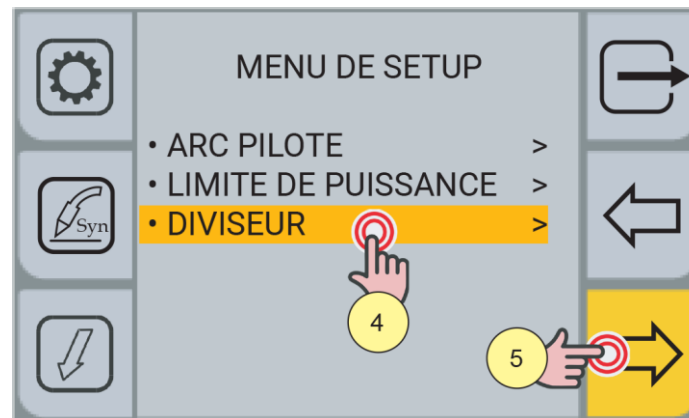 MENU DE SETUP
• ARC PILOTE >
• LIMITE DE PUISSANCE >
• DIVISEUR >
Syn
4
5